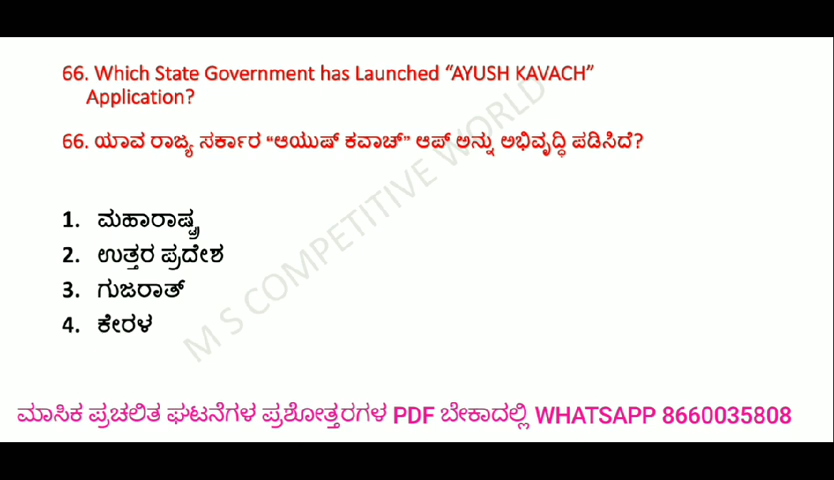 66. Which State Government has Launched “AYUSH KAVACH”
Application?
66. ಯಾವ ರಾಜ್ಯ ಸರ್ಕಾರ “ಆಯುಷ್ ಕವಾಚ್” ಆಪ್ ಅನ್ನು ಅಭಿವೃದ್ಧಿ ಪಡಿಸಿದೆ?
1. ಮಹಾರಾಷ್ಟ್ರ
2. ಉತ್ತರ ಪ್ರದೇಶ
3. ಗುಜರಾತ್
4. ಕೇರಳ
M S COMPETITIVE WORLD
ಮಾಸಿಕ ಪ್ರಚಲಿತ ಘಟನೆಗಳ ಪ್ರಶೋತ್ತರಗಳ PDF ಬೇಕಾದಲ್ಲಿ WHATSAPP 8660035808